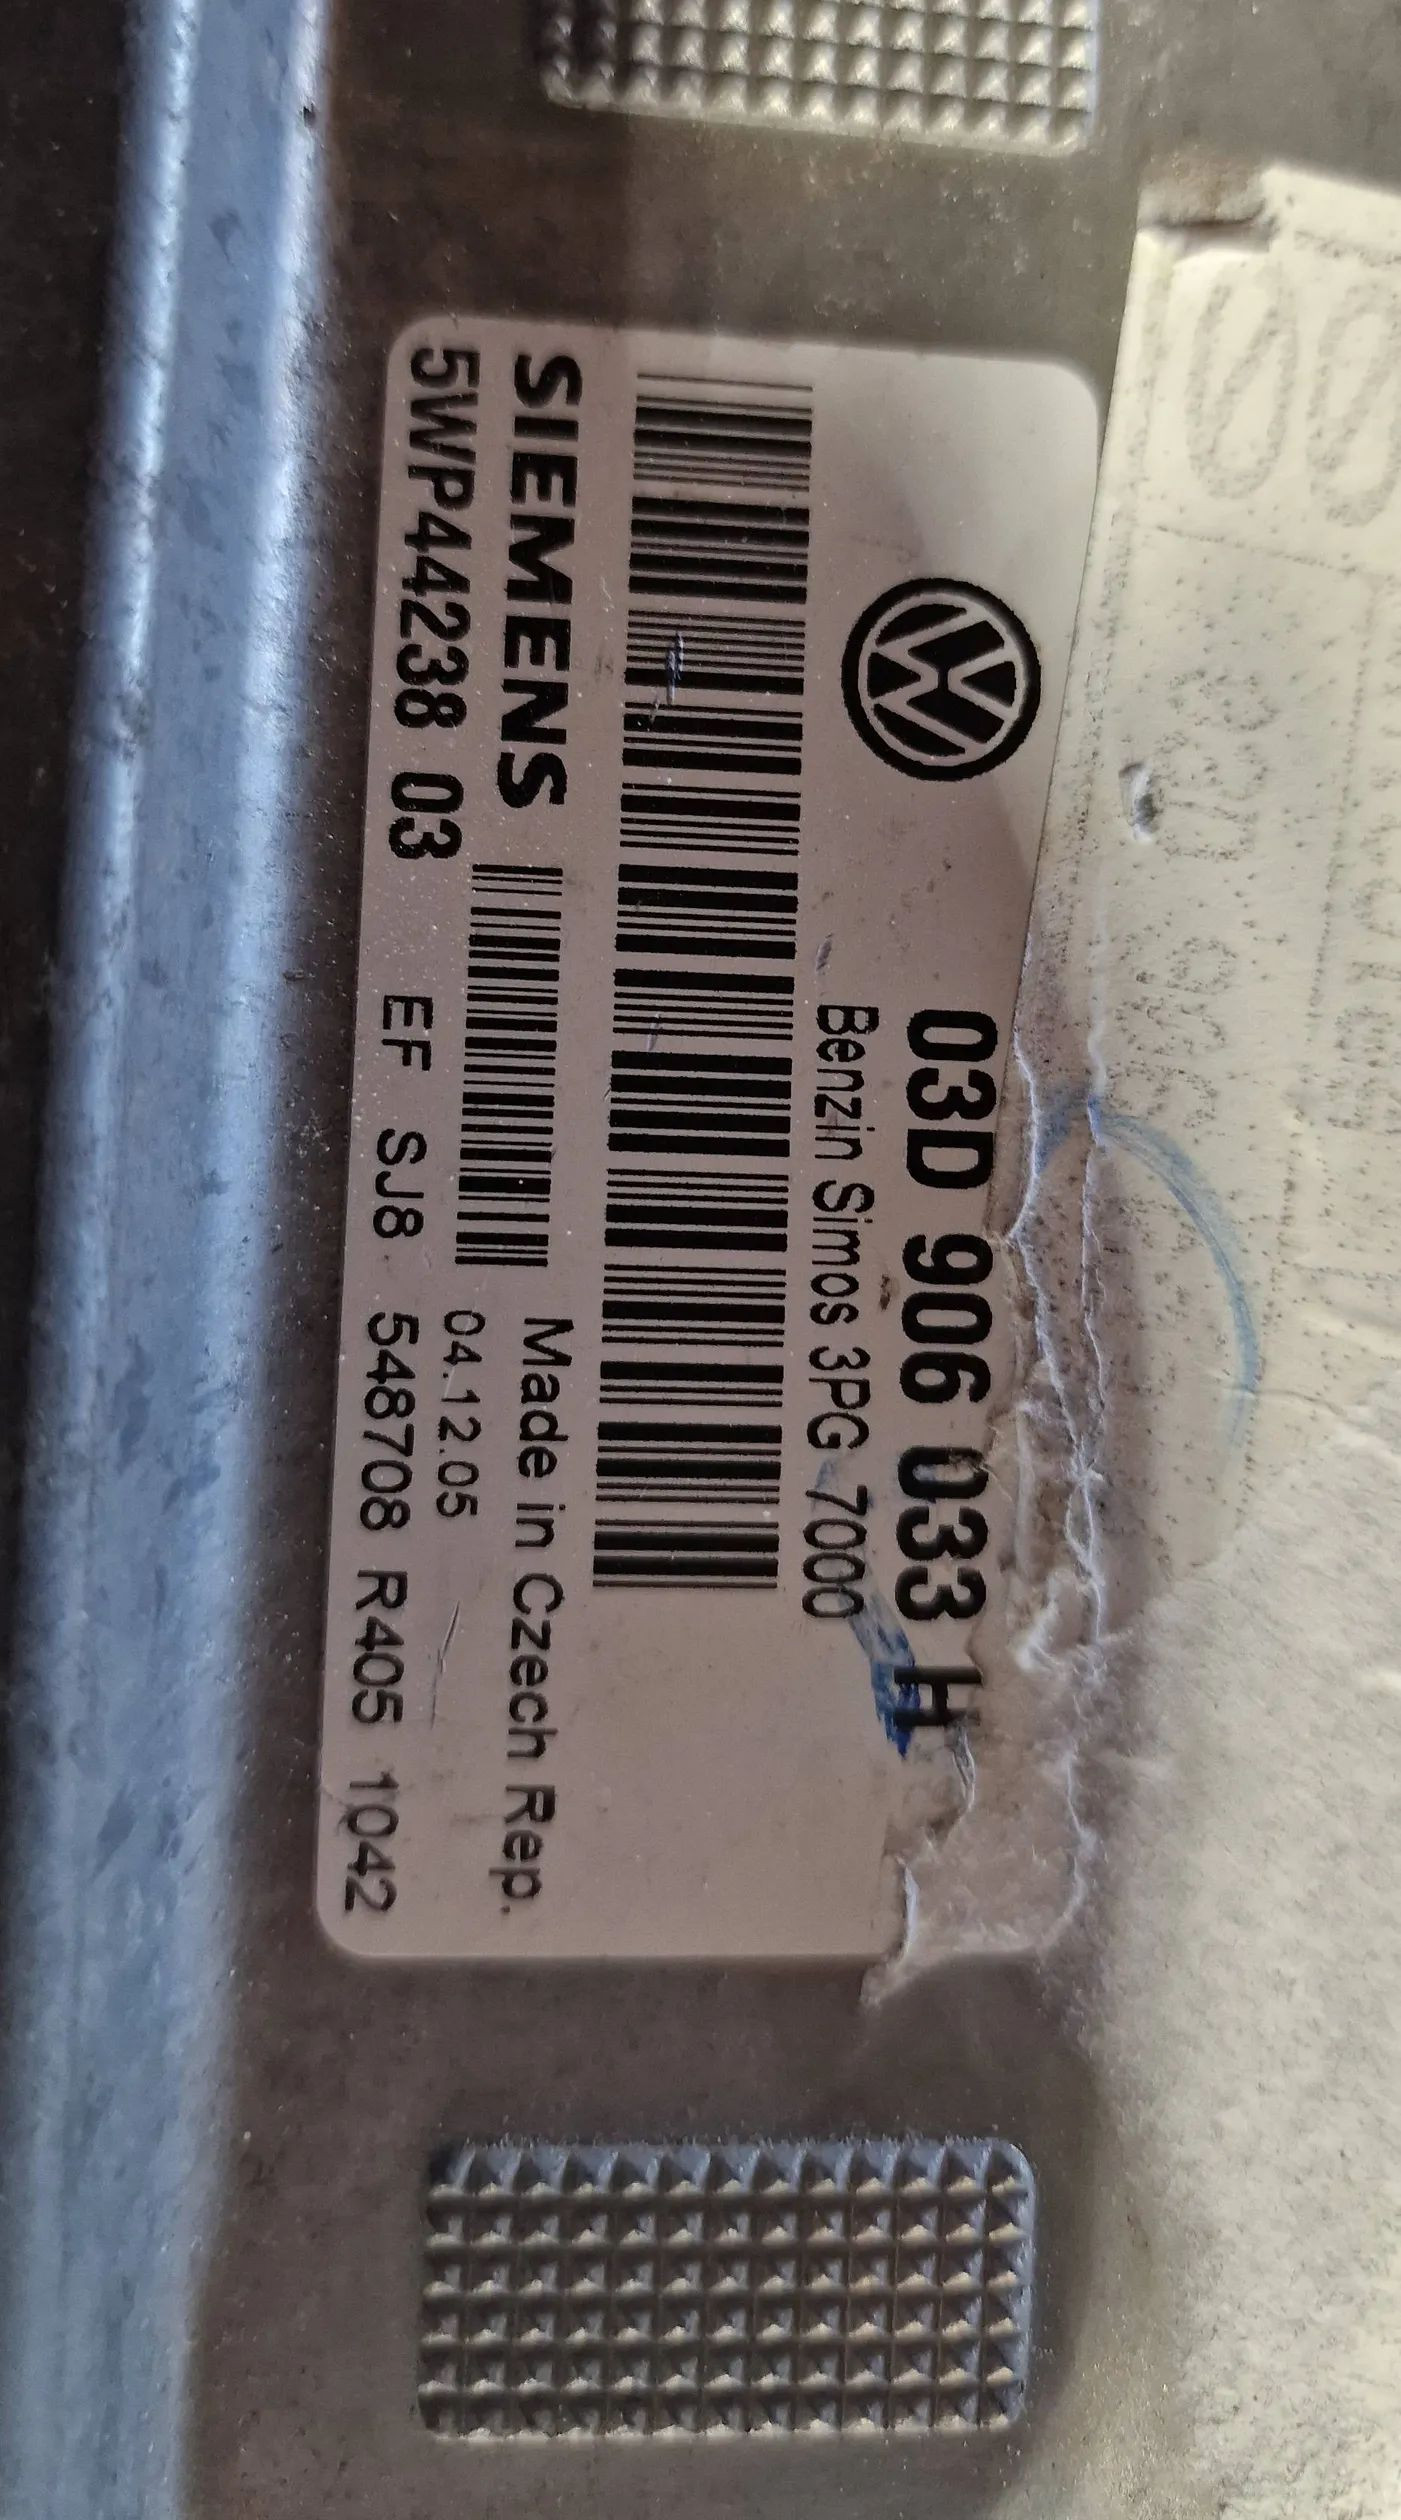 03D 906 033 H
Benzin Simos 3PG 7000
SIEMENS
Made in Czech Rep.
04.12.05
5WP44238 03
EF SJ8 548708 R405 1042